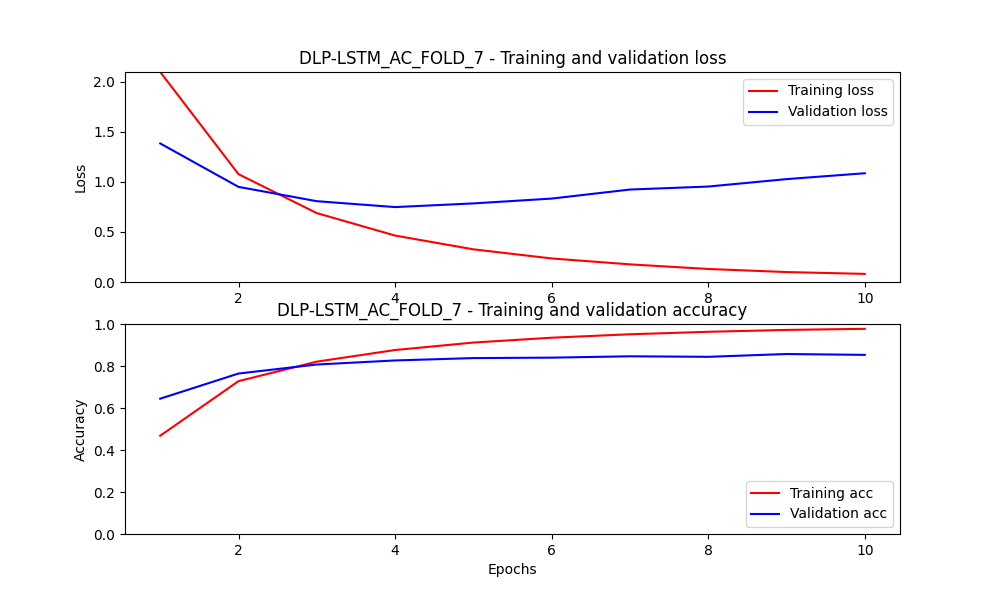 DLP-LSTM_AC_FOLD_7 - Training and validation loss
Loss
2.0
1.5
1.0
0.5
0.0
Training loss
Validation loss
2 4 6 8 10
DLP-LSTM_AC_FOLD_7 - Training and validation accuracy
Accuracy
1.0
0.8
0.6
0.4
0.2
0.0
Training acc
Validation acc
2 4 6 8 10
Epochs